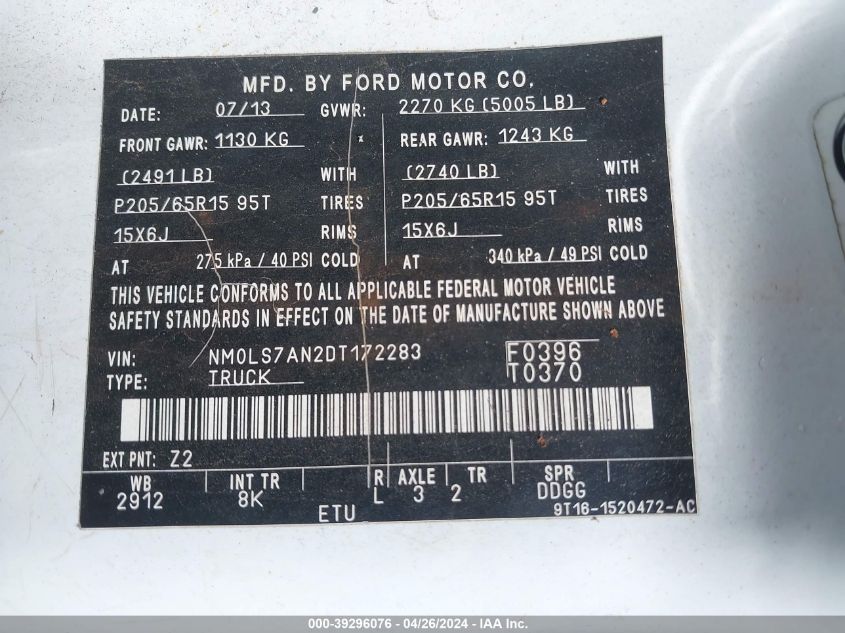 MFD. BY FORD MOTOR CO.
DATE: 07/13 GVWR: 2270 KG (5005 LB)
FRONT GAWR: 1130 KG REAR GAWR: 1243 KG
(2491 LB) WITH (2740 LB) WITH
P205/65R15 95T TIRES P205/65R15 95T TIRES
15X6J RIMS 15X6J RIMS
AT 275 kPa / 40 PSI COLD AT 340 kPa / 49 PSI COLD
THIS VEHICLE CONFORMS TO ALL APPLICABLE FEDERAL MOTOR VEHICLE
SAFETY STANDARDS IN EFFECT ON THE DATE OF MANUFACTURE SHOWN ABOVE
VIN: NM0LS7AN2DT172283 F0396
TYPE: TRUCK T0370
EXT PNT: Z2
WB INT TR R AXLE TR SPR
2912 8K L 3 2 DDGG
ETU 9T16-1520472-AC
000-39296076 - 04/26/2024 - IAA Inc.